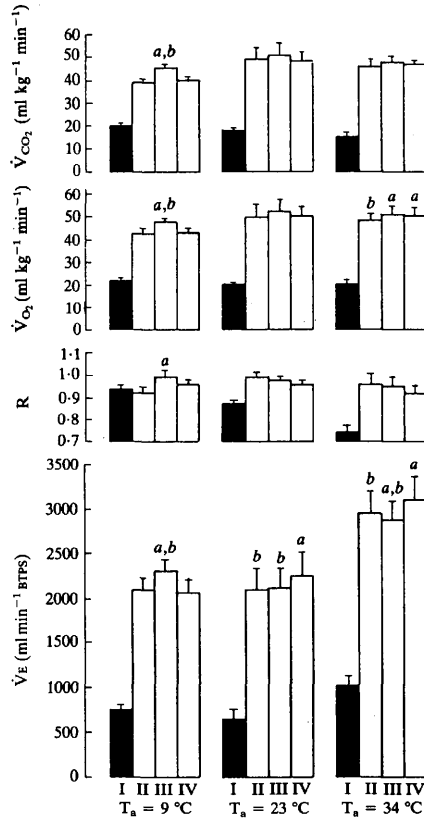 V̇CO₂ (ml kg⁻¹ min⁻¹)
60
50
40
30
20
10
0
a,b
V̇O₂ (ml kg⁻¹ min⁻¹)
60
50
40
30
20
10
0
a,b
b a a
R
1·1
1·0
0·9
0·8
0·7
a
V̇E (ml min⁻¹ BTPS)
3500
3000
2500
2000
1500
1000
500
0
a,b
b b a
b a,b a
I II III IV I II III IV I II III IV
Ta = 9 °C Ta = 23 °C Ta = 34 °C